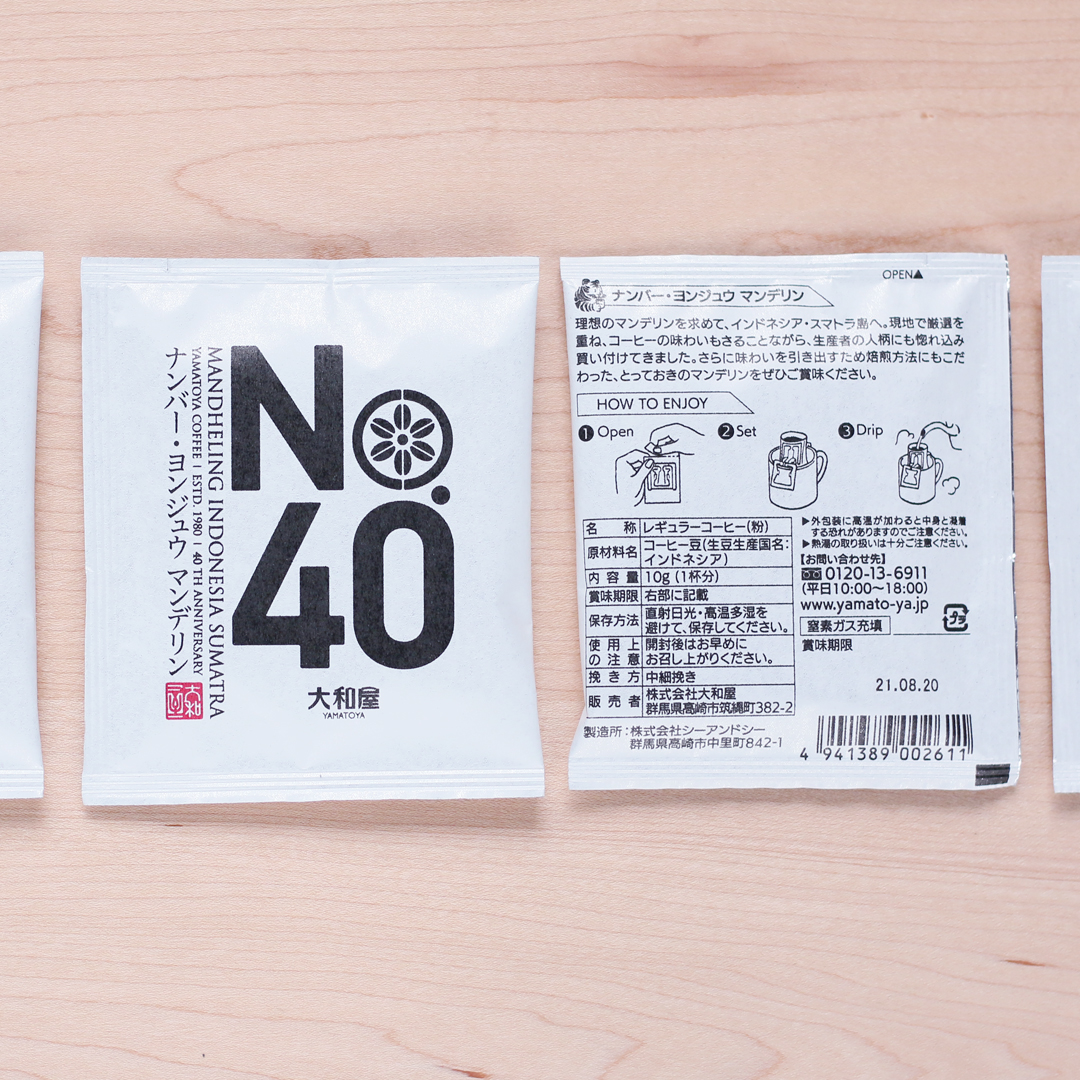 No.
40
MANDHELING INDONESIA SUMATRA
YAMATOYA COFFEE | ESTD. 1980 | 40 TH ANNIVERSARY
ナンバー・ヨンジュウ マンデリン
大和屋
YAMATOYA
OPEN▲
ナンバー・ヨンジュウ マンデリン
理想のマンデリンを求めて、インドネシア・スマトラ島へ。現地で厳選を
重ね、コーヒーの味わいもさることながら、生産者の人柄にも惚れ込み
買い付けてきました。さらに味わいを引き出すため焙煎方法にもこだ
わった、とっておきのマンデリンをぜひご賞味ください。
HOW TO ENJOY
❶Open ❷Set ❸Drip
名称 レギュラーコーヒー(粉)
原材料名 コーヒー豆(生豆生産国名:
インドネシア)
内容量 10g(1杯分)
賞味期限 右部に記載
保存方法 直射日光・高温多湿を
避けて、保存してください。
使用上の注意 開封後はお早めに
お召し上がりください。
挽き方 中細挽き
販売者 株式会社大和屋
群馬県高崎市筑縄町382-2
製造所:株式会社シーアンドシー
群馬県高崎市中里町842-1
▶外包装に高温が加わると中身と凝着
する恐れがありますのでご注意ください。
▶熱湯の取り扱いは十分ご注意ください。
【お問い合わせ先】
0120-13-6911
(平日10:00〜18:00)
www.yamato-ya.jp
窒素ガス充填
プラ
賞味期限
21.08.20
4 941389 002611